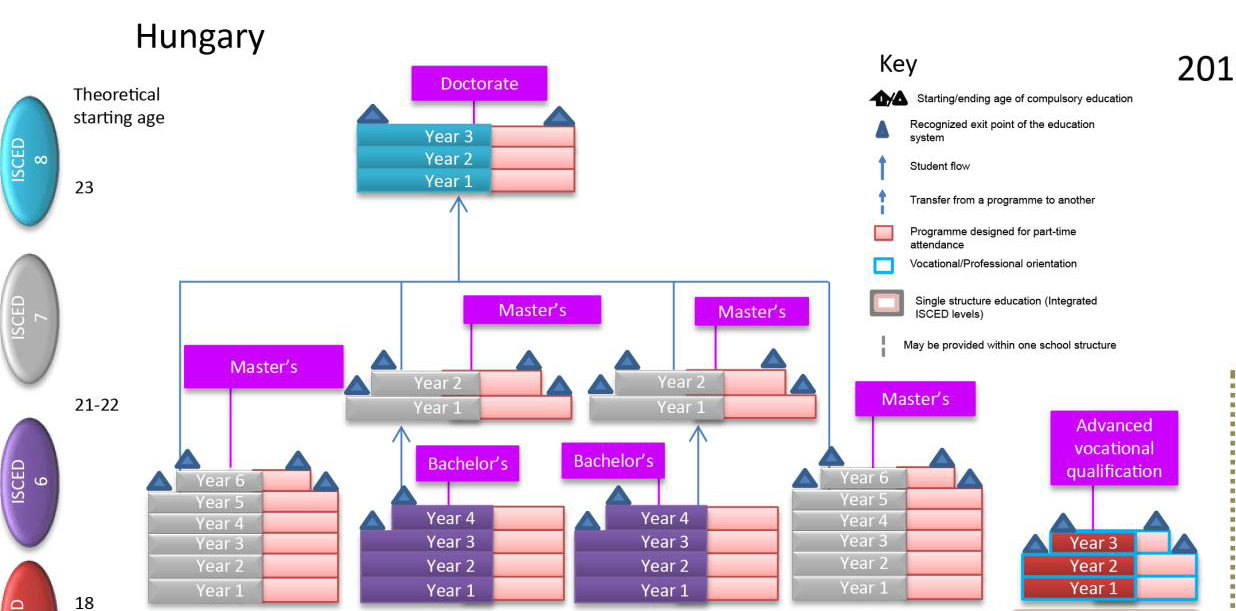 Hungary
201
Key
Starting/ending age of compulsory education
Recognized exit point of the education
system
Student flow
Transfer from a programme to another
Programme designed for part-time
attendance
Vocational/Professional orientation
Single structure education (Integrated
ISCED levels)
May be provided within one school structure
Theoretical
starting age
ISCED
8
23
Doctorate
Year 3
Year 2
Year 1
ISCED
7
21-22
Master's
Master's
Master's
Master's
Year 2
Year 1
Year 2
Year 1
ISCED
6
18
Bachelor's
Bachelor's
Year 6
Year 5
Year 4
Year 3
Year 2
Year 1
Year 4
Year 3
Year 2
Year 1
Year 4
Year 3
Year 2
Year 1
Year 6
Year 5
Year 4
Year 3
Year 2
Year 1
Advanced
vocational
qualification
Year 3
Year 2
Year 1